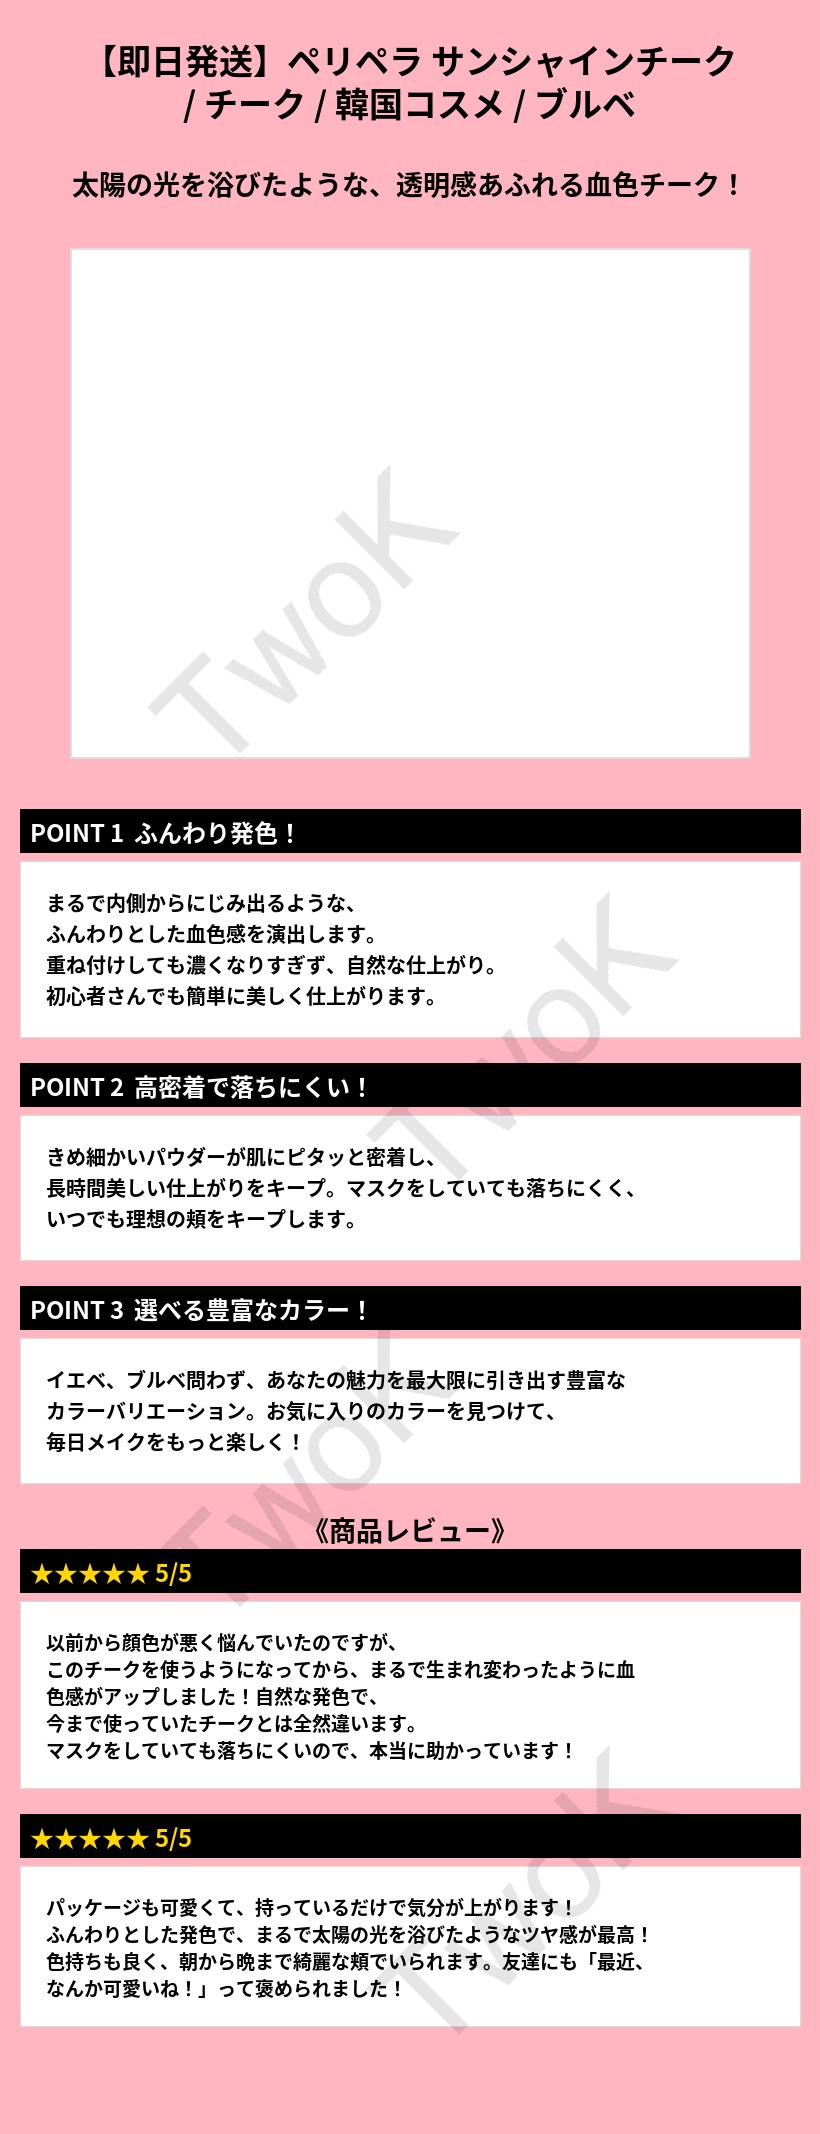 【即日発送】ペリペラ サンシャインチーク
/ チーク / 韓国コスメ / ブルベ
太陽の光を浴びたような、透明感あふれる血色チーク！
TwoK
POINT 1 ふんわり発色！
まるで内側からにじみ出るような、
ふんわりとした血色感を演出します。
重ね付けしても濃くなりすぎず、自然な仕上がり。
初心者さんでも簡単に美しく仕上がります。
TwoK
POINT 2 高密着で落ちにくい！
きめ細かいパウダーが肌にピタッと密着し、
長時間美しい仕上がりをキープ。マスクをしていても落ちにくく、
いつでも理想の頬をキープします。
POINT 3 選べる豊富なカラー！
イエベ、ブルベ問わず、あなたの魅力を最大限に引き出す豊富な
カラーバリエーション。お気に入りのカラーを見つけて、
毎日メイクをもっと楽しく！
TwoK
《商品レビュー》
★★★★★ 5/5
以前から顔色が悪く悩んでいたのですが、
このチークを使うようになってから、まるで生まれ変わったように血
色感がアップしました！自然な発色で、
今まで使っていたチークとは全然違います。
マスクをしていても落ちにくいので、本当に助かっています！
★★★★★ 5/5
パッケージも可愛くて、持っているだけで気分が上がります！
ふんわりとした発色で、まるで太陽の光を浴びたようなツヤ感が最高！
色持ちも良く、朝から晩まで綺麗な頬でいられます。友達にも「最近、
なんか可愛いね！」って褒められました！
TwoK